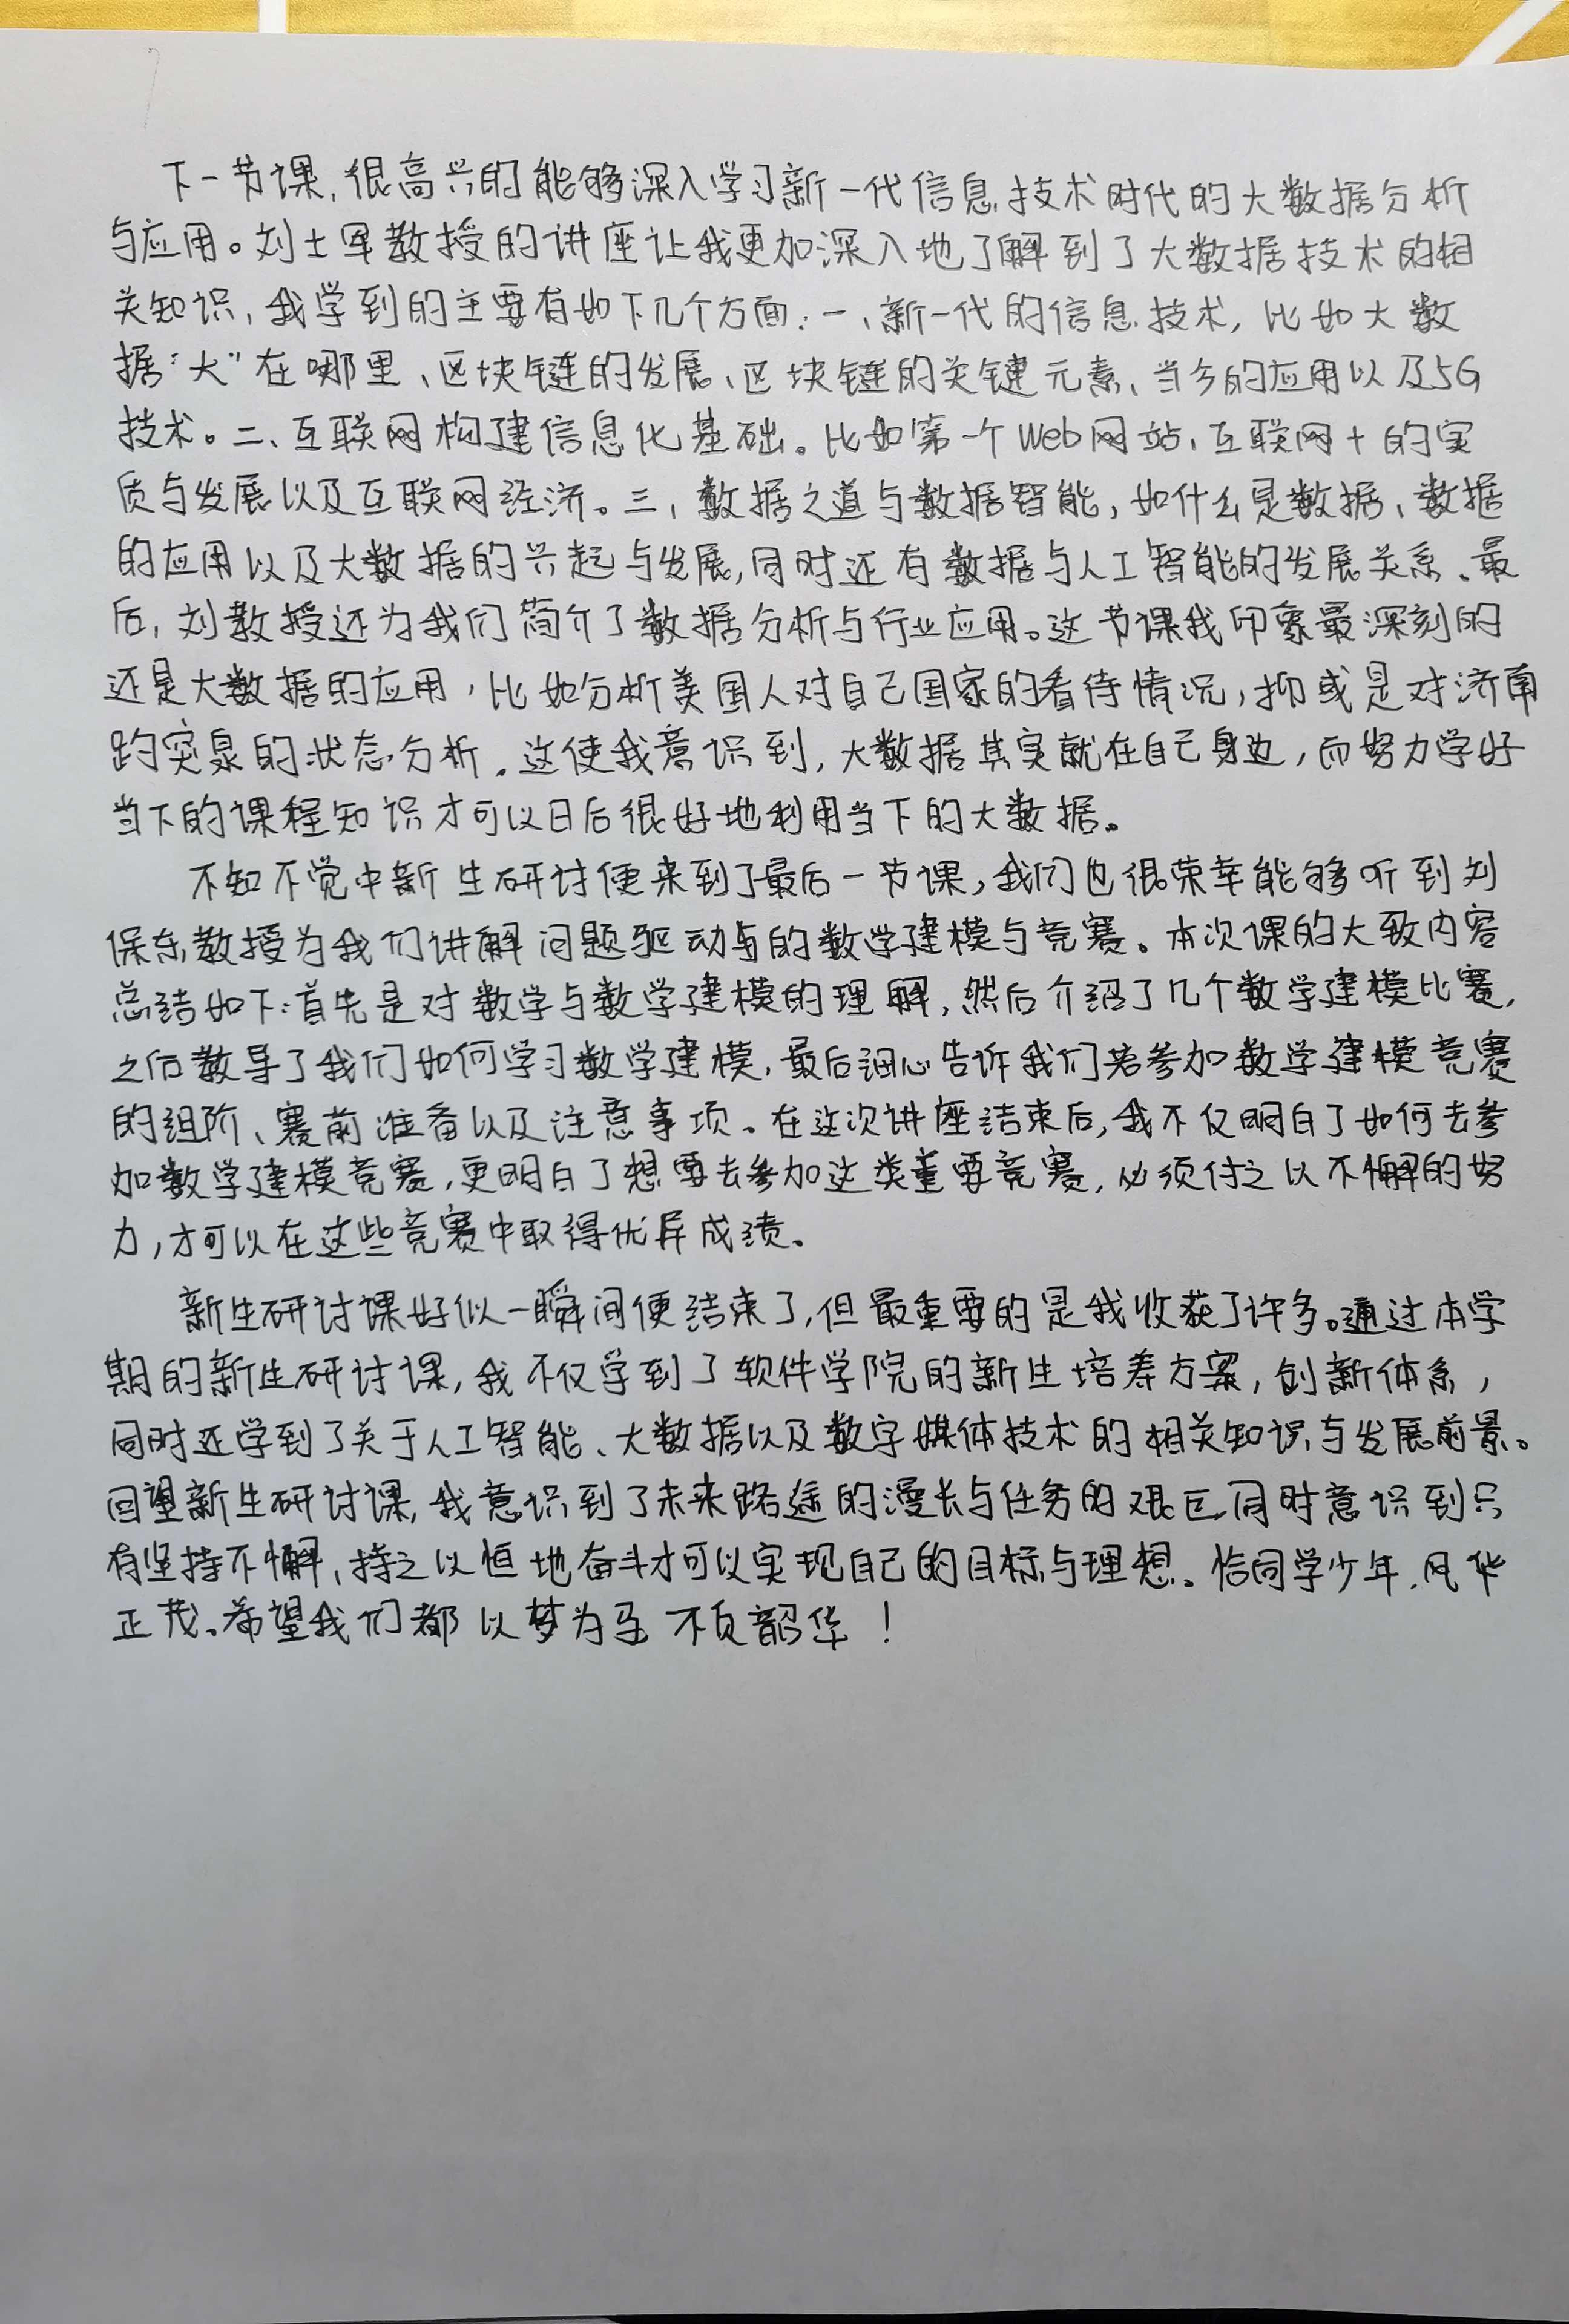 下一节课,很高兴的能够深入学习新一代信息技术时代的大数据分析
与应用。刘士军教授的讲座让我更加深入地了解到了大数据技术的相
关知识,我学到的主要有如下几个方面:一、新一代的信息技术,比如大数
据“大”在哪里、区块链的发展、区块链的关键元素、当今的应用以及5G
技术。二、互联网构建信息化基础。比如第一个Web网站、互联网+的实
质与发展以及互联网经济。三、数据之道与数据智能,如什么是数据、数据
的应用以及大数据的兴起与发展,同时还有数据与人工智能的发展关系。最
后,刘教授还为我们简介了数据分析与行业应用。这节课我印象最深刻的
还是大数据的应用,比如分析美国人对自己国家的看待情况,抑或是对济南
趵突泉的状态分析。这使我意识到,大数据其实就在自己身边,而努力学好
当下的课程知识才可以日后很好地利用当下的大数据。
不知不觉中新生研讨便来到了最后一节课,我们也很荣幸能够听到刘
保东教授为我们讲解问题驱动的数学建模与竞赛。本次课的大致内容
总结如下:首先是对数学与数学建模的理解,然后介绍了几个数学建模比赛,
之后教导了我们如何学习数学建模,最后细心告诉我们若参加数学建模竞赛
的组队、赛前准备以及注意事项。在这次讲座结束后,我不仅明白了如何去参
加数学建模竞赛,更明白了想要去参加这类重要竞赛,必须付之以不懈的努
力,才可以在这些竞赛中取得优异成绩。
新生研讨课好似一瞬间便结束了,但最重要的是我收获了许多。通过本学
期的新生研讨课,我不仅学到了软件学院的新生培养方案,创新体系,
同时还学到了关于人工智能、大数据以及数字媒体技术的相关知识与发展前景。
回望新生研讨课,我意识到了未来路途的漫长与任务的艰巨,同时意识到只
有坚持不懈,持之以恒地奋斗才可以实现自己的目标与理想。恰同学少年,风华
正茂。希望我们都以梦为马 不负韶华!